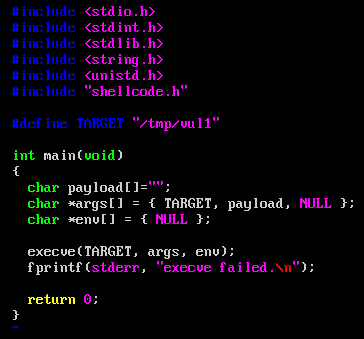 #include <stdio.h>
#include <stdint.h>
#include <stdlib.h>
#include <string.h>
#include <unistd.h>
#include "shellcode.h"
#define TARGET "/tmp/vul1"
int main(void)
{
char payload[]="";
char *args[] = { TARGET, payload, NULL };
char *env[] = { NULL };
execve(TARGET, args, env);
fprintf(stderr, "execve failed.\n");
return 0;
}
~